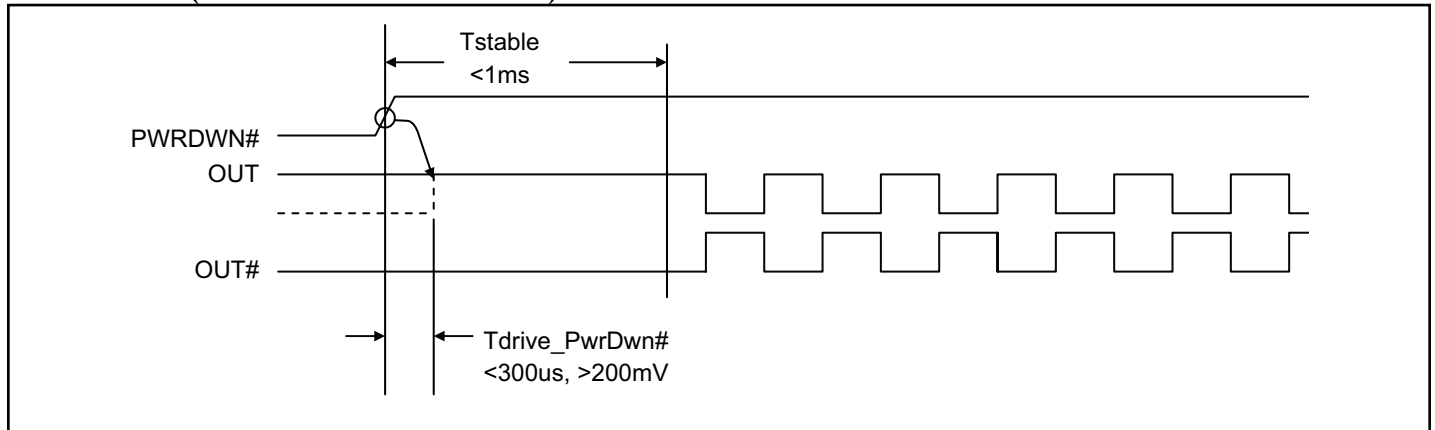 Tstable
<1ms
PWRDWN#
OUT
OUT#
Tdrive_PwrDwn#
<300us, >200mV